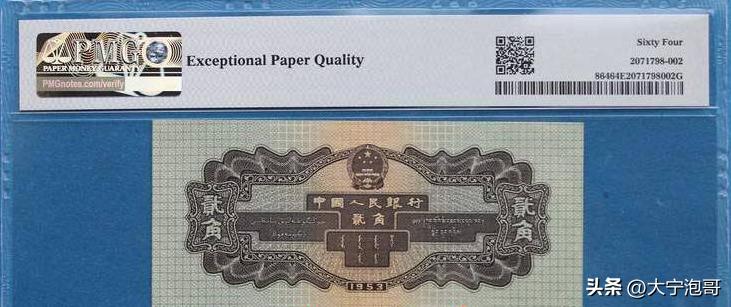 PMG
PAPER MONEY GUARANTY
PMGnotes.com/verify
Exceptional Paper Quality
Sixty Four
2071798-002
86464E2071798002G
中國人民銀行
貳角
貳角
貳角
1953
头条 @大宁泡哥